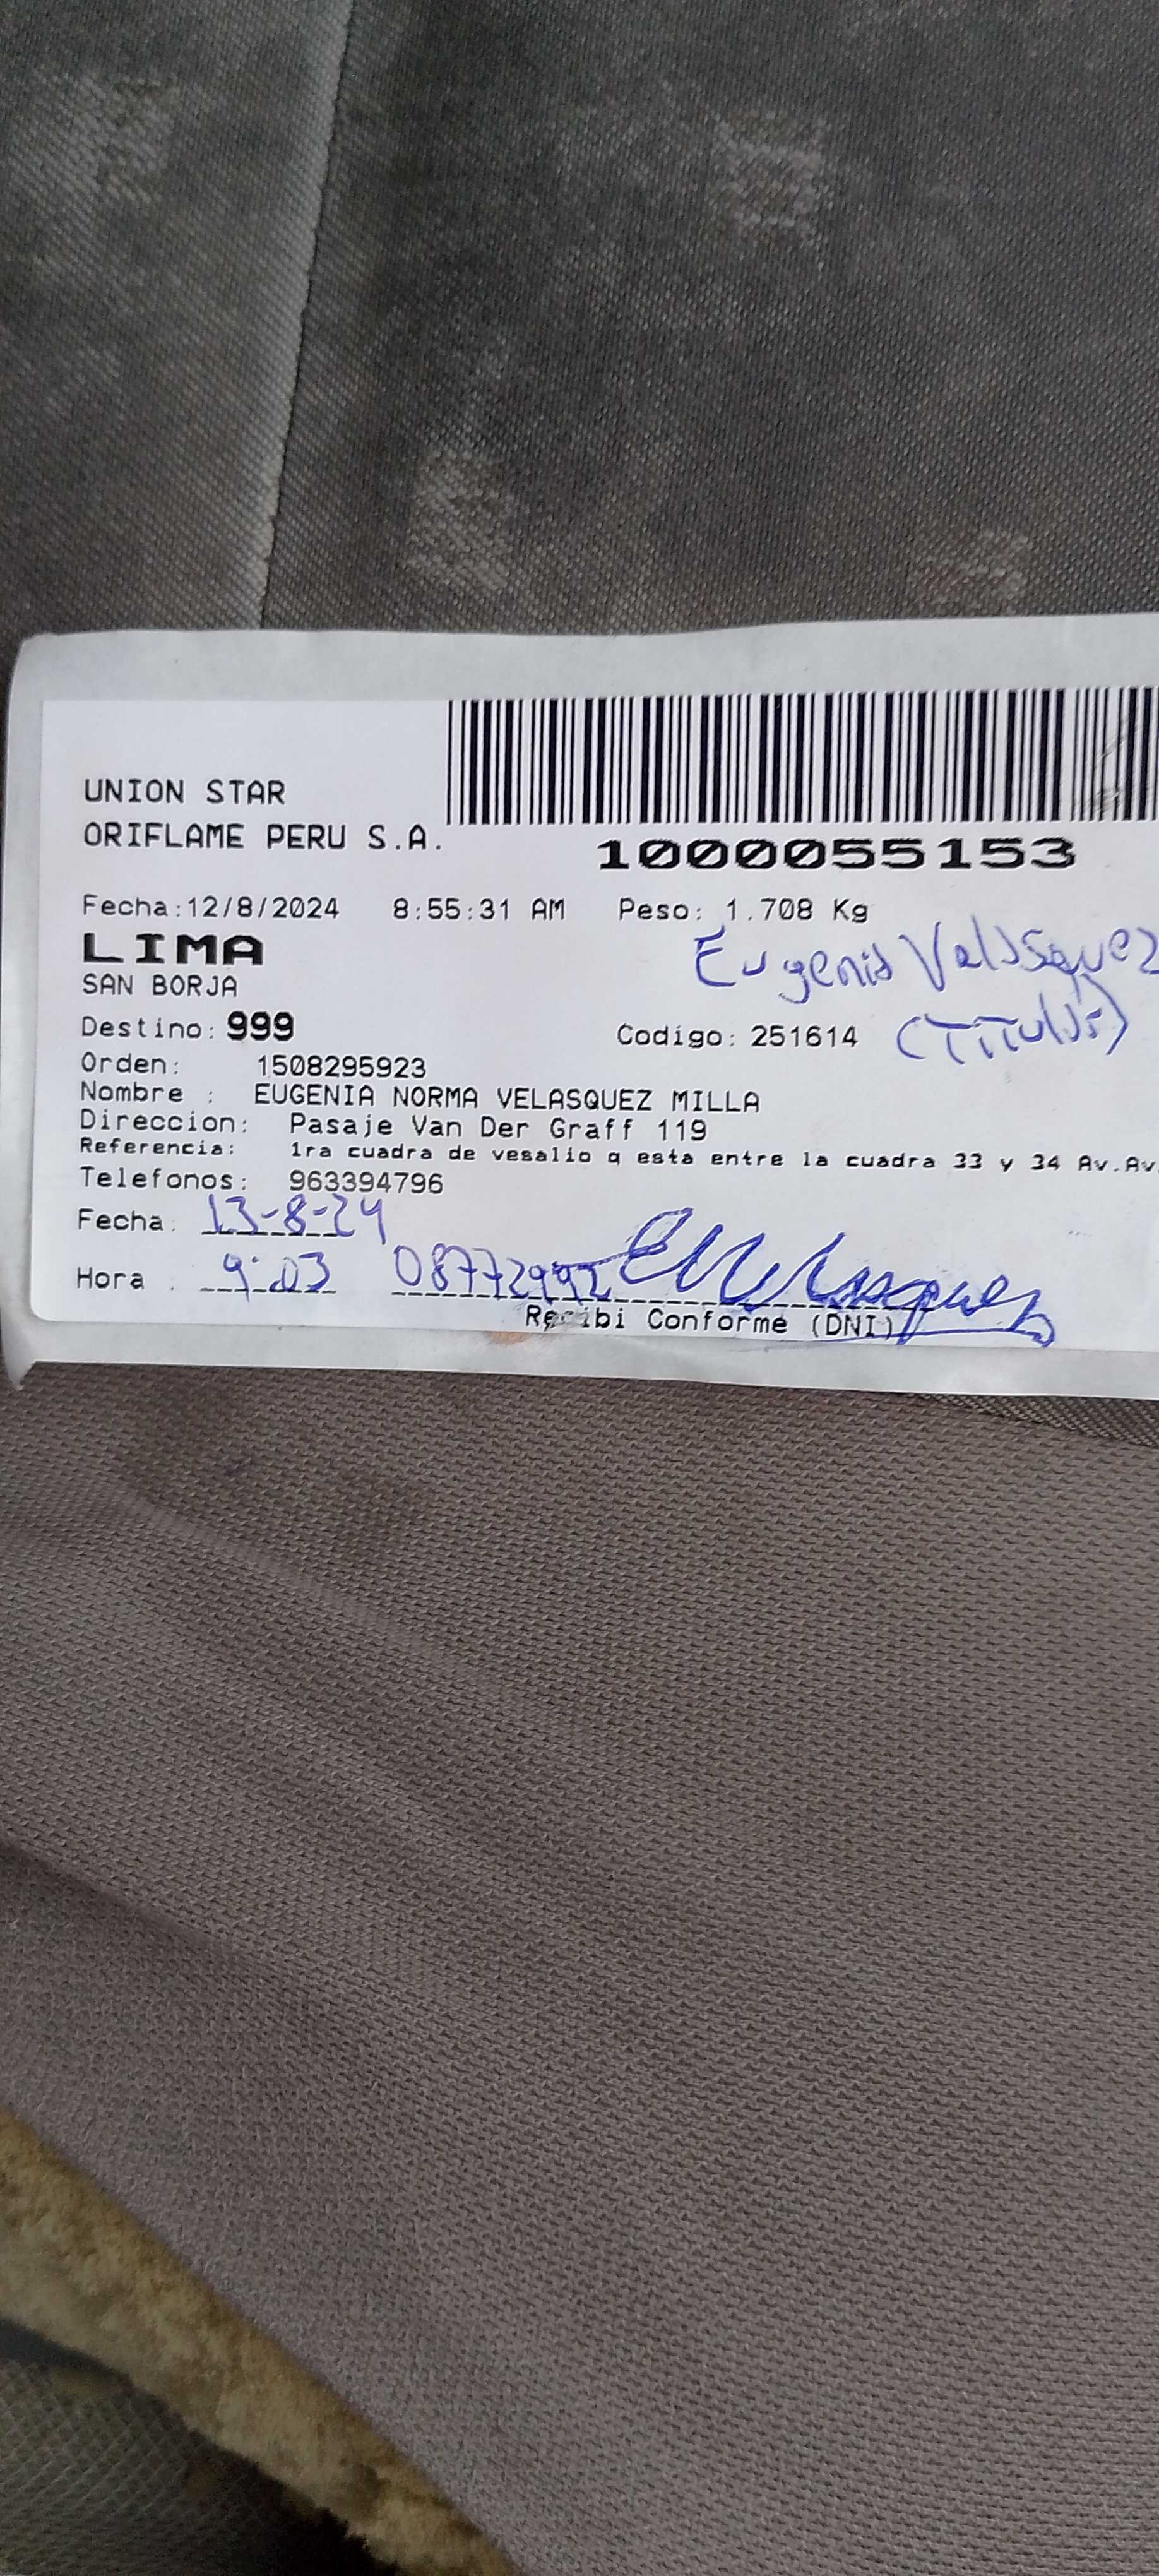 UNION STAR
ORIFLAME PERU S.A.
1000055153
Fecha:12/8/2024 8:55:31 AM Peso: 1.708 Kg
LIMA
Eugenia Velasquez
SAN BORJA
Destino: 999 Codigo: 251614 (Titular)
Orden: 1508295923
Nombre : EUGENIA NORMA VELASQUEZ MILLA
Direccion: Pasaje Van Der Graff 119
Referencia: 1ra cuadra de vesalio q esta entre la cuadra 33 y 34 Av.Av
Telefonos: 963394796
Fecha: 13-8-24
Hora : 9:03 08772992 EVelasquez
Recibi Conforme (DNI)